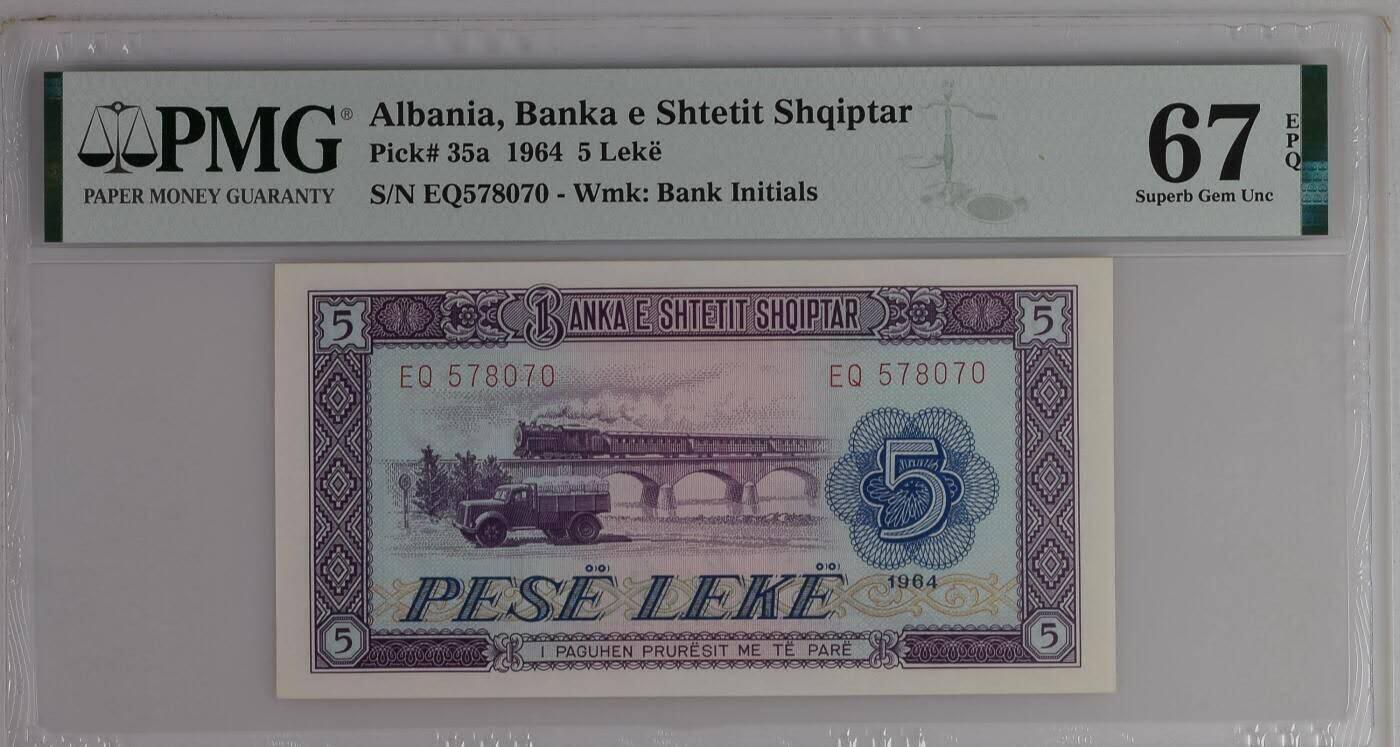 PMG®
PAPER MONEY GUARANTY
Albania, Banka e Shtetit Shqiptar
Pick# 35a 1964 5 Lekë
S/N EQ578070 - Wmk: Bank Initials
67
EPQ
Superb Gem Unc
5 BANKA E SHTETIT SHQIPTAR 5
EQ 578070 EQ 578070
5
PESË LEKË 1964
5 I PAGUHEN PRURËSIT ME TË PARË 5